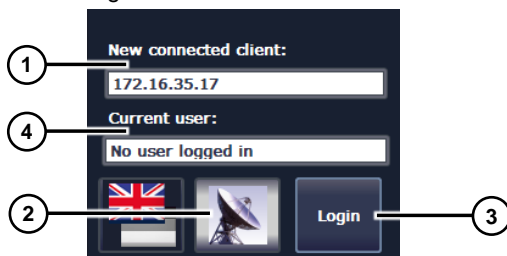 New connected client:
1
172.16.35.17
Current user:
4
No user logged in
2
Login
3